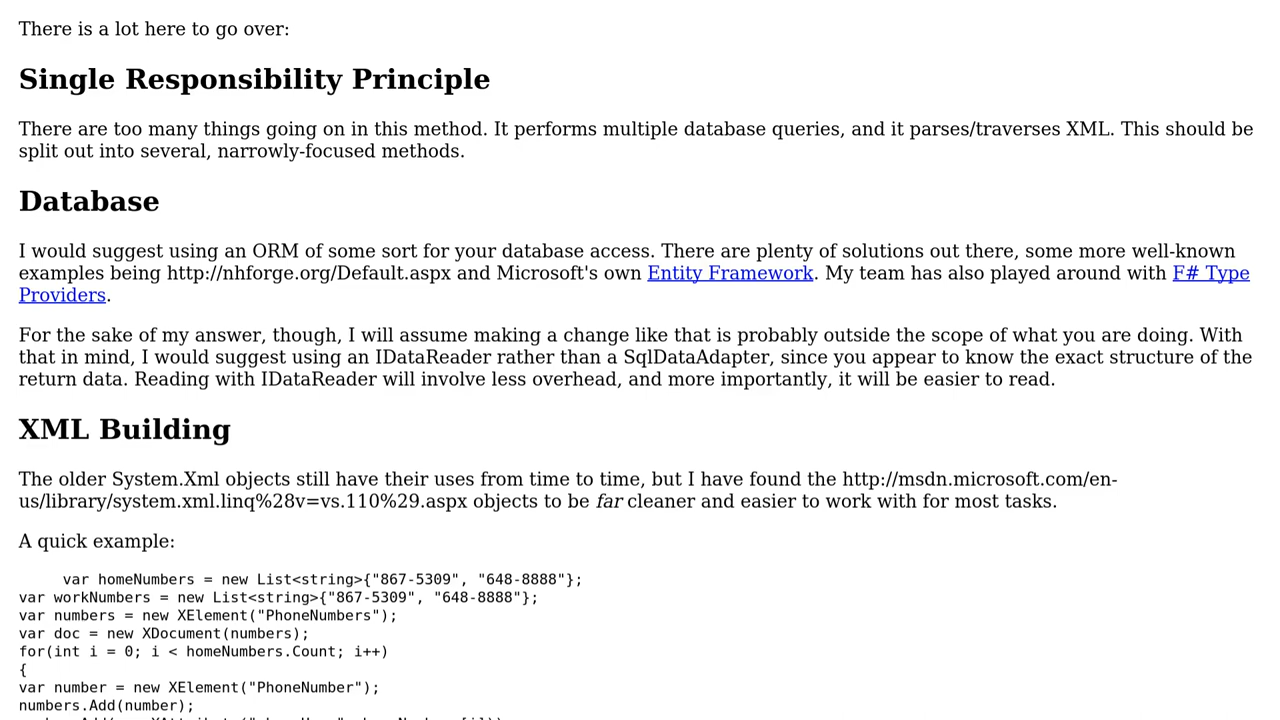 There is a lot here to go over:
Single Responsibility Principle
There are too many things going on in this method. It performs multiple database queries, and it parses/traverses XML. This should be
split out into several, narrowly-focused methods.
Database
I would suggest using an ORM of some sort for your database access. There are plenty of solutions out there, some more well-known
examples being http://nhforge.org/Default.aspx and Microsoft's own Entity Framework. My team has also played around with F# Type
Providers.
For the sake of my answer, though, I will assume making a change like that is probably outside the scope of what you are doing. With
that in mind, I would suggest using an IDataReader rather than a SqlDataAdapter, since you appear to know the exact structure of the
return data. Reading with IDataReader will involve less overhead, and more importantly, it will be easier to read.
XML Building
The older System.Xml objects still have their uses from time to time, but I have found the http://msdn.microsoft.com/en-
us/library/system.xml.linq%28v=vs.110%29.aspx objects to be far cleaner and easier to work with for most tasks.
A quick example:
var homeNumbers = new List<string>{"867-5309", "648-8888"};
var workNumbers = new List<string>{"867-5309", "648-8888"};
var numbers = new XElement("PhoneNumbers");
var doc = new XDocument(numbers);
for(int i = 0; i < homeNumbers.Count; i++)
{
var number = new XElement("PhoneNumber");
numbers.Add(number);